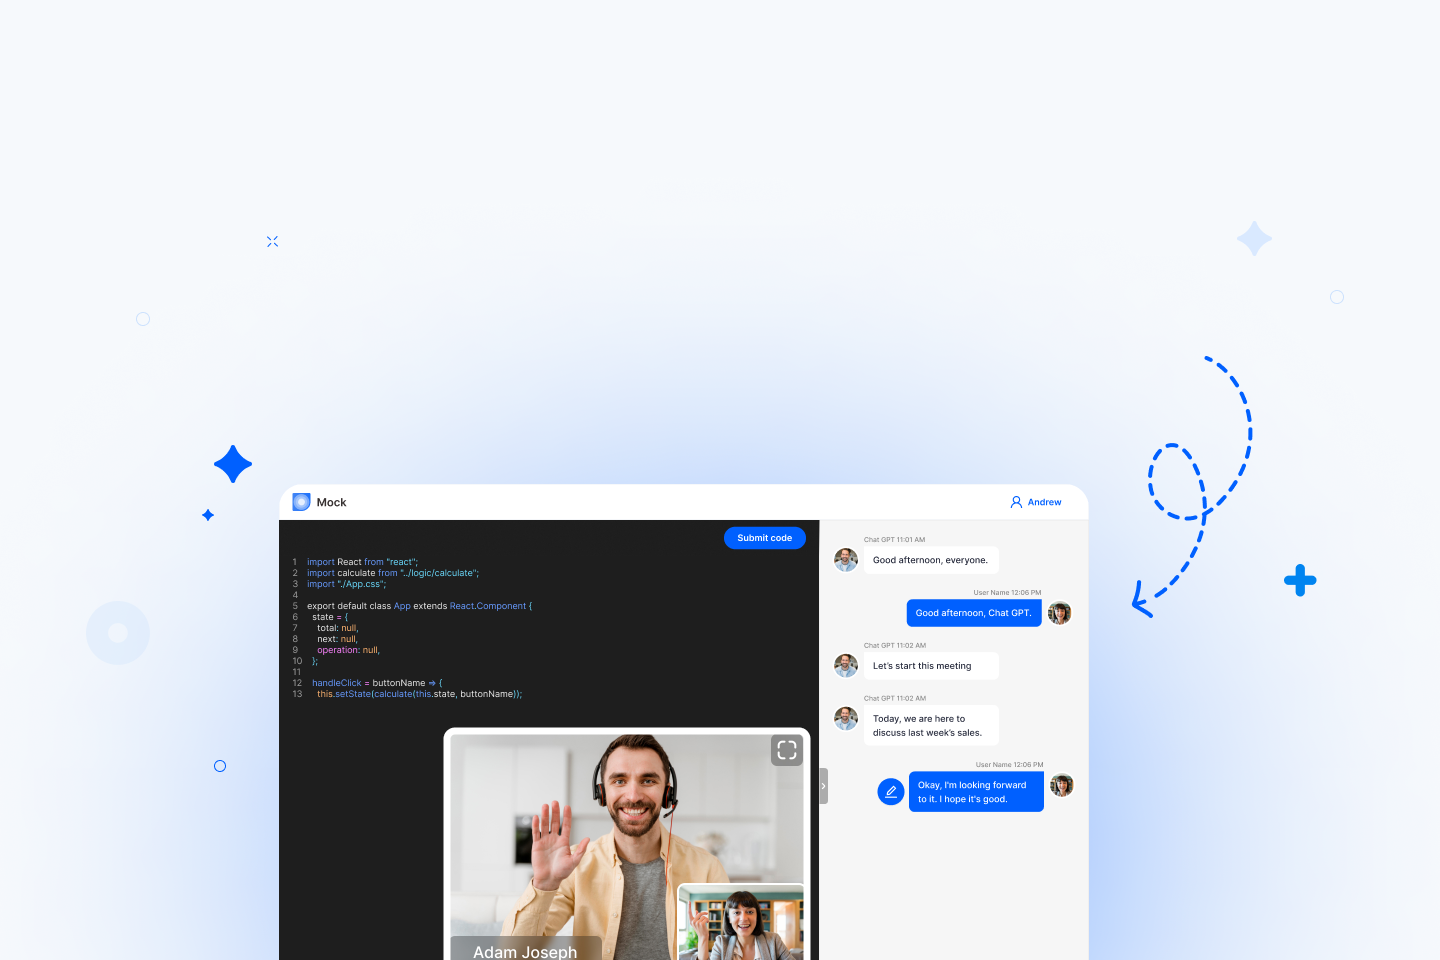 Mock
Andrew
Submit code
1 import React from "react";
2 import calculate from "../logic/calculate";
3 import "./App.css";
4
5 export default class App extends React.Component {
6 state = {
7 total: null,
8 next: null,
9 operation: null,
10 };
11
12 handleClick = buttonName => {
13 this.setState(calculate(this.state, buttonName));
Adam Joseph
Chat GPT 11:01 AM
Good afternoon, everyone.
User Name 12:06 PM
Good afternoon, Chat GPT.
Chat GPT 11:02 AM
Let's start this meeting
Chat GPT 11:02 AM
Today, we are here to
discuss last week's sales.
User Name 12:06 PM
Okay, I'm looking forward
to it. I hope it's good.